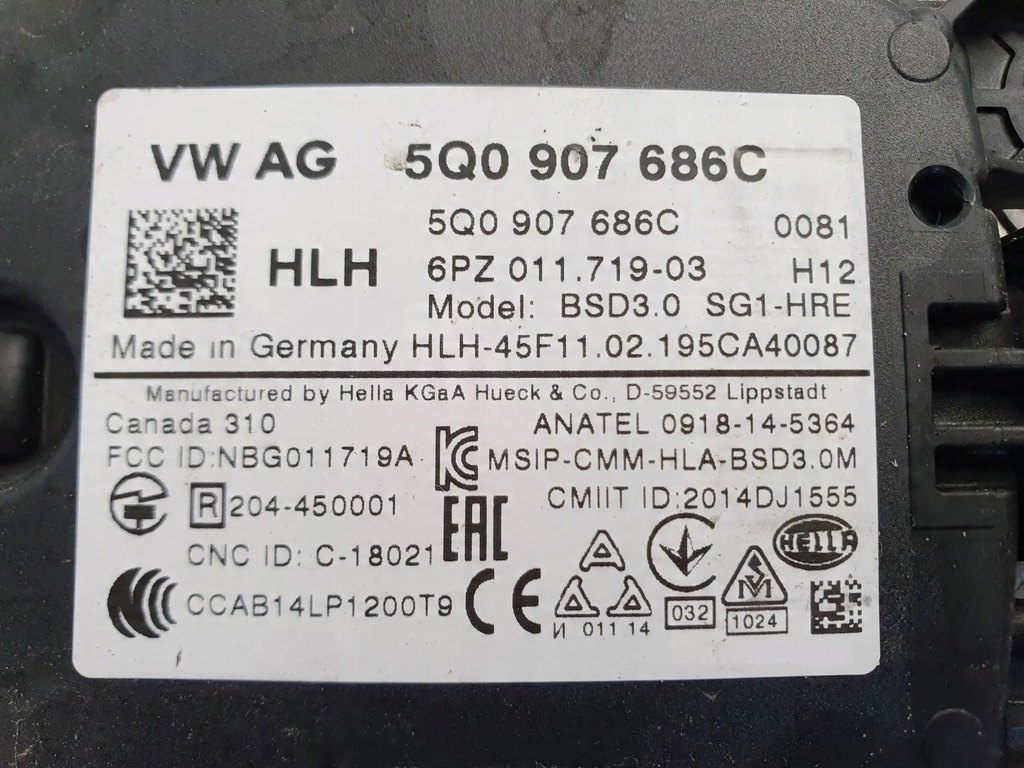 VW AG 5Q0 907 686C
5Q0 907 686C 0081
HLH 6PZ 011.719-03 H12
Model: BSD3.0 SG1-HRE
Made in Germany HLH-45F11.02.195CA40087
Manufactured by Hella KGaA Hueck & Co., D-59552 Lippstadt
Canada 310 ANATEL 0918-14-5364
FCC ID:NBG011719A MSIP-CMM-HLA-BSD3.0M
R 204-450001 CMIIT ID:2014DJ1555
EAC
CNC ID: C-18021 HELLA
CCAB14LP1200T9 CE
И 011 14 032 1024